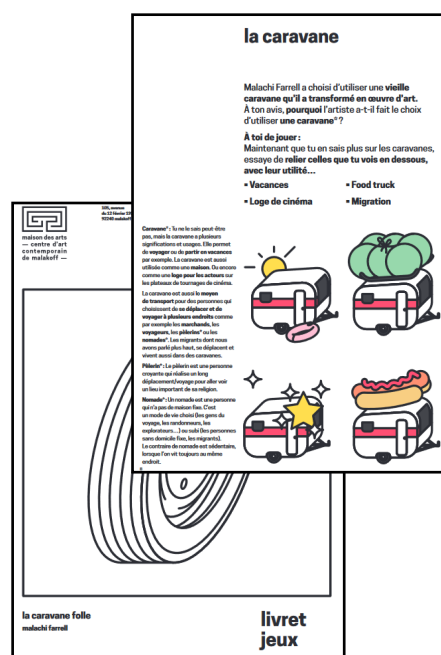 la caravane
Malachi Farrell a choisi d'utiliser une vieille
caravane qu'il a transformé en œuvre d'art.
À ton avis, pourquoi l'artiste a-t-il fait le choix
d'utiliser une caravane* ?
À toi de jouer :
Maintenant que tu en sais plus sur les caravanes,
essaye de relier celles que tu vois en dessous,
avec leur utilité...
▪ Vacances
▪ Food truck
▪ Loge de cinéma
▪ Migration
Caravane* : Tu ne le sais peut-être
pas, mais la caravane a plusieurs
significations et usages. Elle permet
de voyager ou de partir en vacances
par exemple. La caravane est aussi
utilisée comme une maison. Ou encore
comme une loge pour les acteurs sur
les plateaux de tournages de cinéma.
La caravane est aussi le moyen
de transport pour des personnes qui
choisissent de se déplacer et de
voyager à plusieurs endroits comme
par exemple les marchands, les
voyageurs, les pèlerins* ou les
nomades*. Les migrants dont nous
avons parlé plus haut, se déplacent et
vivent aussi dans des caravanes.
Pèlerin* : Le pèlerin est une personne
croyante qui réalise un long
déplacement/voyage pour aller voir
un lieu important de sa religion.
Nomade* : Un nomade est une personne
qui n'a pas de maison fixe. C'est
un mode de vie choisi (les gens du
voyage, les randonneurs, les
explorateurs...) ou subi (les personnes
sans domicile fixe, les migrants).
Le contraire de nomade est sédentaire,
lorsque l'on vit toujours au même
endroit.
maison des arts
— centre d'art
contemporain
de malakoff —
105, avenue
du 12 février
92240 malakoff
la caravane folle
malachi farrell
livret
jeux